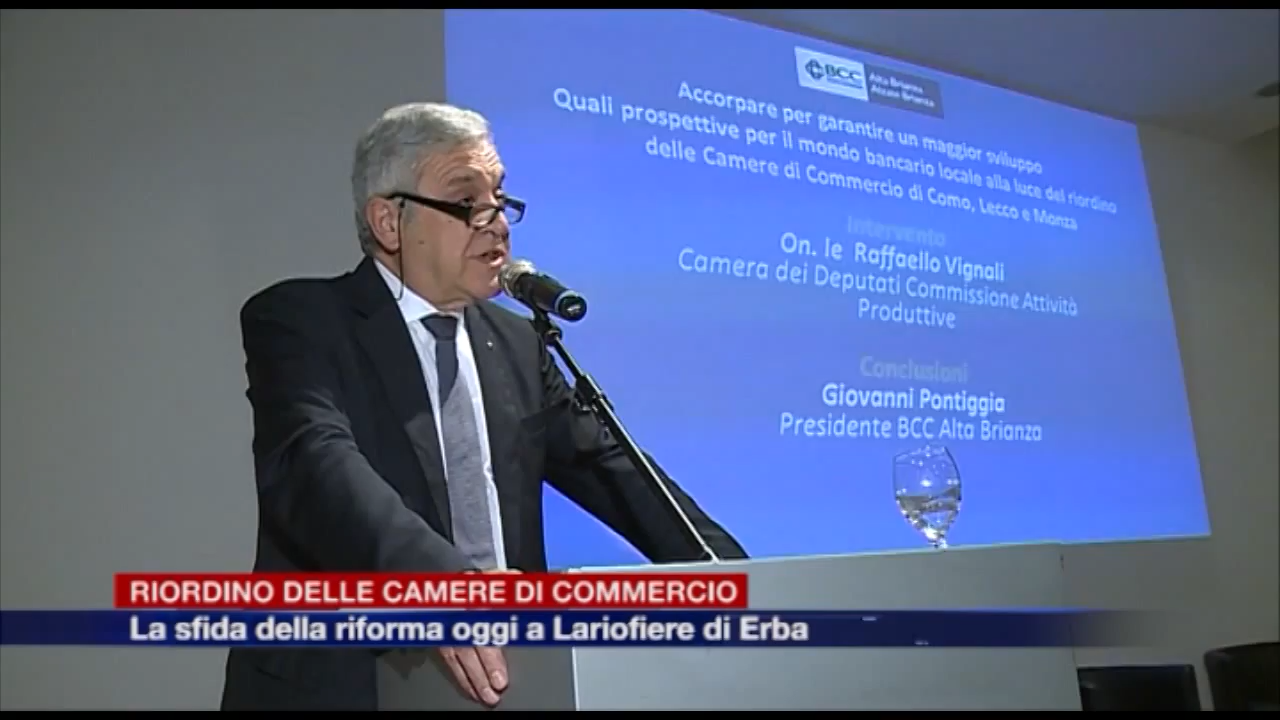 BCC
Alta Brianza
Alzate Brianza
Accorpare per garantire un maggior sviluppo
Quali prospettive per il mondo bancario locale alla luce del riordino
delle Camere di Commercio di Como, Lecco e Monza
Intervento
On. le Raffaello Vignali
Camera dei Deputati Commissione Attività
Produttive
Conclusioni
Giovanni Pontiggia
Presidente BCC Alta Brianza
RIORDINO DELLE CAMERE DI COMMERCIO
La sfida della riforma oggi a Lariofiere di Erba